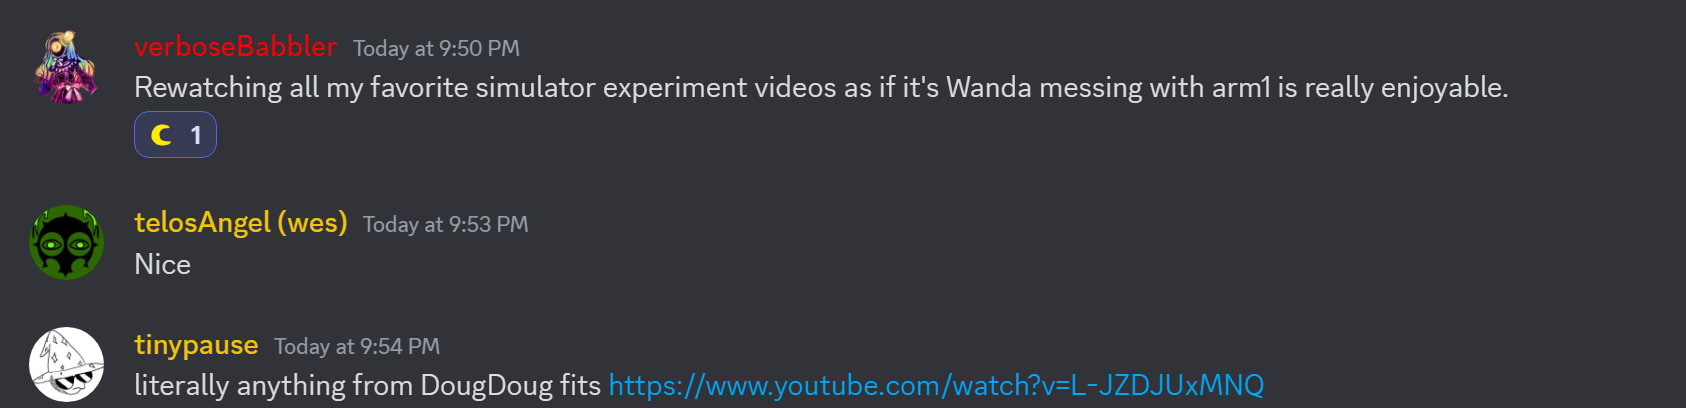 verboseBabbler Today at 9:50 PM
Rewatching all my favorite simulator experiment videos as if it's Wanda messing with arm1 is really enjoyable.
1
telosAngel (wes) Today at 9:53 PM
Nice
tinypause Today at 9:54 PM
literally anything from DougDoug fits https://www.youtube.com/watch?v=L-JZDJUxMNQ